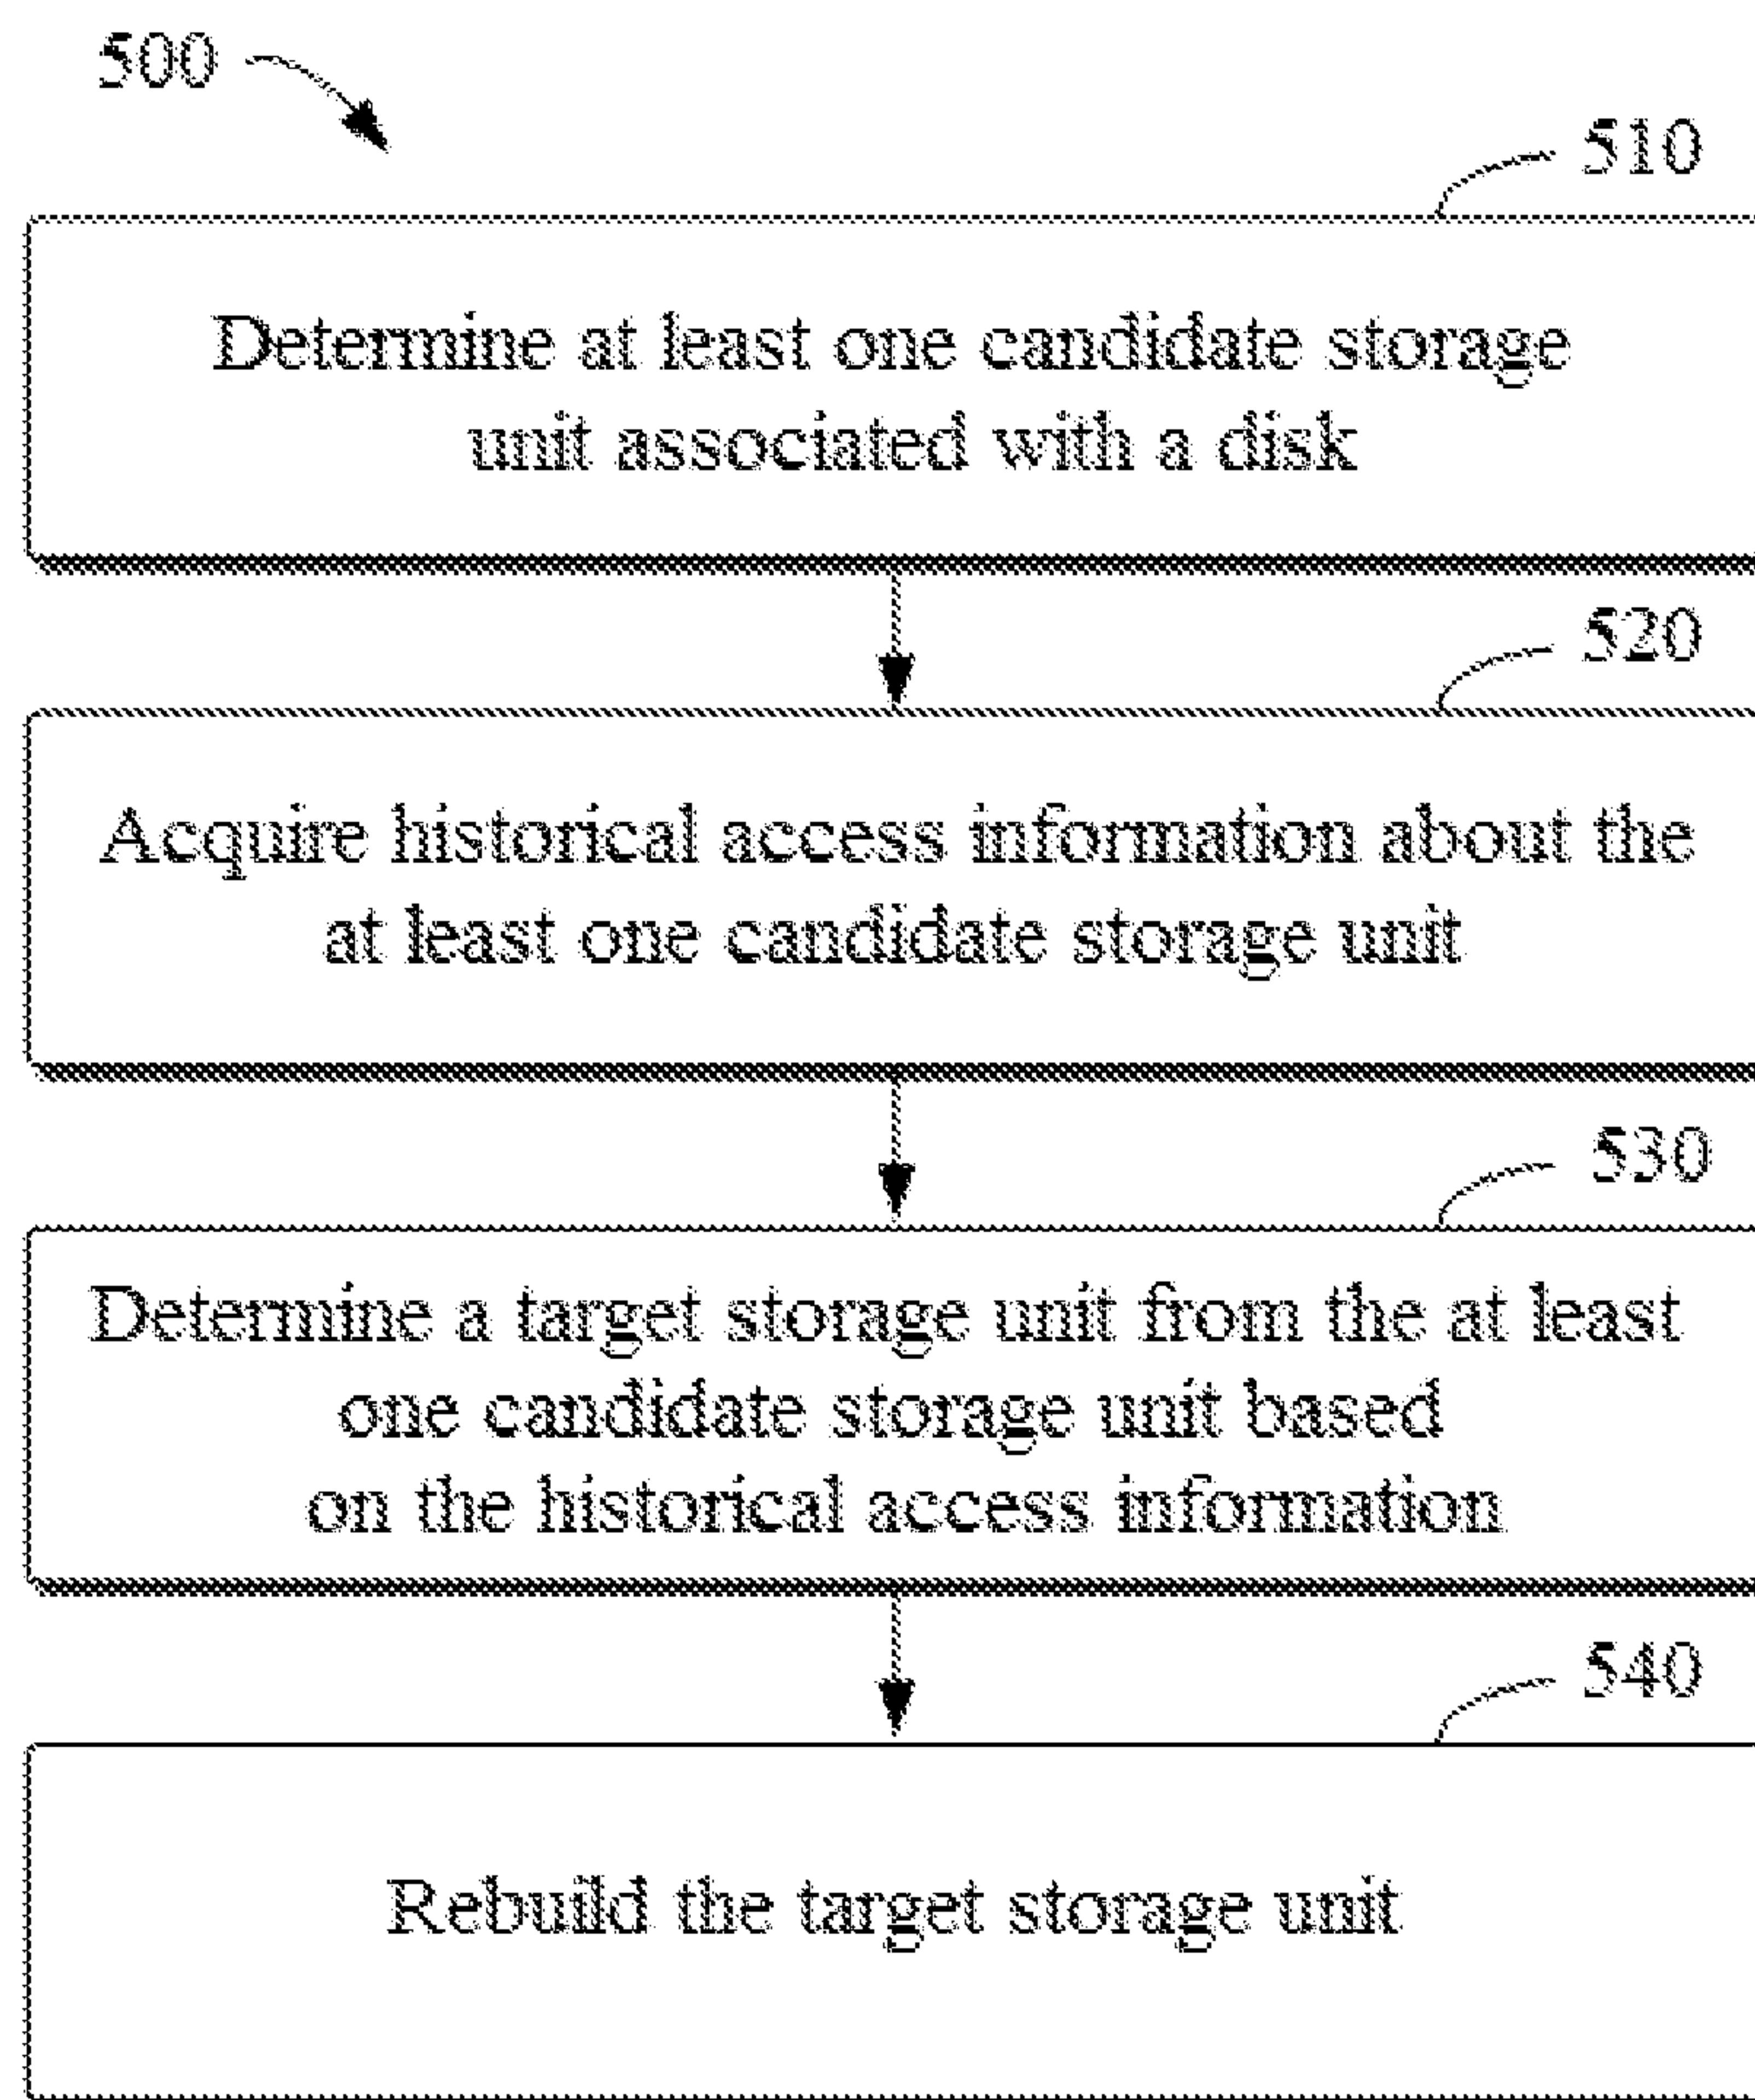 500
510
Determine at least one candidate storage
unit associated with a disk
520
Acquire historical access information about the
at least one candidate storage unit
530
Determine a target storage unit from the at least
one candidate storage unit based
on the historical access information
540
Rebuild the target storage unit